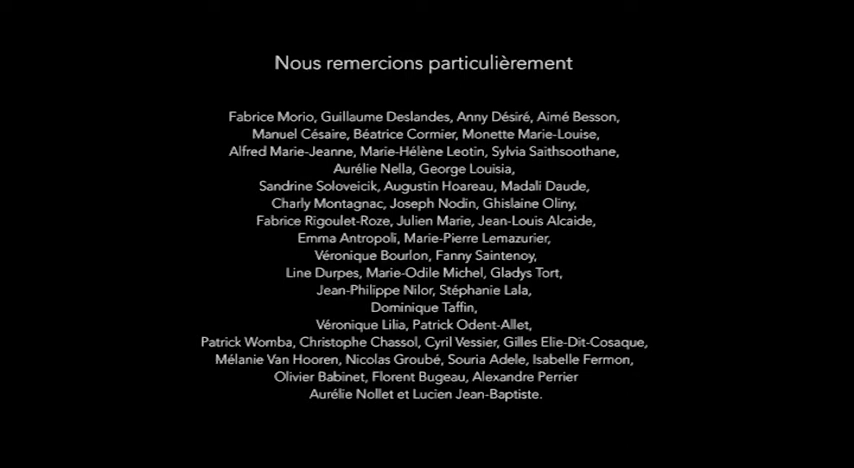 Nous remercions particulièrement
Fabrice Morio, Guillaume Deslandes, Anny Désiré, Aimé Besson,
Manuel Césaire, Béatrice Cormier, Monette Marie-Louise,
Alfred Marie-Jeanne, Marie-Hélène Leotin, Sylvia Saithsoothane,
Aurélie Nella, George Louisia,
Sandrine Soloveicik, Augustin Hoareau, Madali Daude,
Charly Montagnac, Joseph Nodin, Ghislaine Oliny,
Fabrice Rigoulet-Roze, Julien Marie, Jean-Louis Alcaide,
Emma Antropoli, Marie-Pierre Lemazurier,
Véronique Bourlon, Fanny Saintenoy,
Line Durpes, Marie-Odile Michel, Gladys Tort,
Jean-Philippe Nilor, Stéphanie Lala,
Dominique Taffin,
Véronique Lilia, Patrick Odent-Allet,
Patrick Womba, Christophe Chassol, Cyril Vessier, Gilles Elie-Dit-Cosaque,
Mélanie Van Hooren, Nicolas Groubé, Souria Adele, Isabelle Fermon,
Olivier Babinet, Florent Bugeau, Alexandre Perrier
Aurélie Nollet et Lucien Jean-Baptiste.